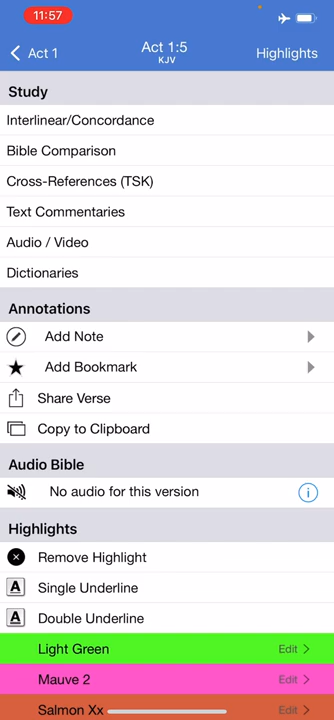 11:57
Act 1
Act 1:5
KJV
Highlights
Study
Interlinear/Concordance
Bible Comparison
Cross-References (TSK)
Text Commentaries
Audio / Video
Dictionaries
Annotations
Add Note
Add Bookmark
Share Verse
Copy to Clipboard
Audio Bible
No audio for this version
Highlights
Remove Highlight
A Single Underline
A Double Underline
Light Green Edit
Mauve 2 Edit
Salmon Xx Edit